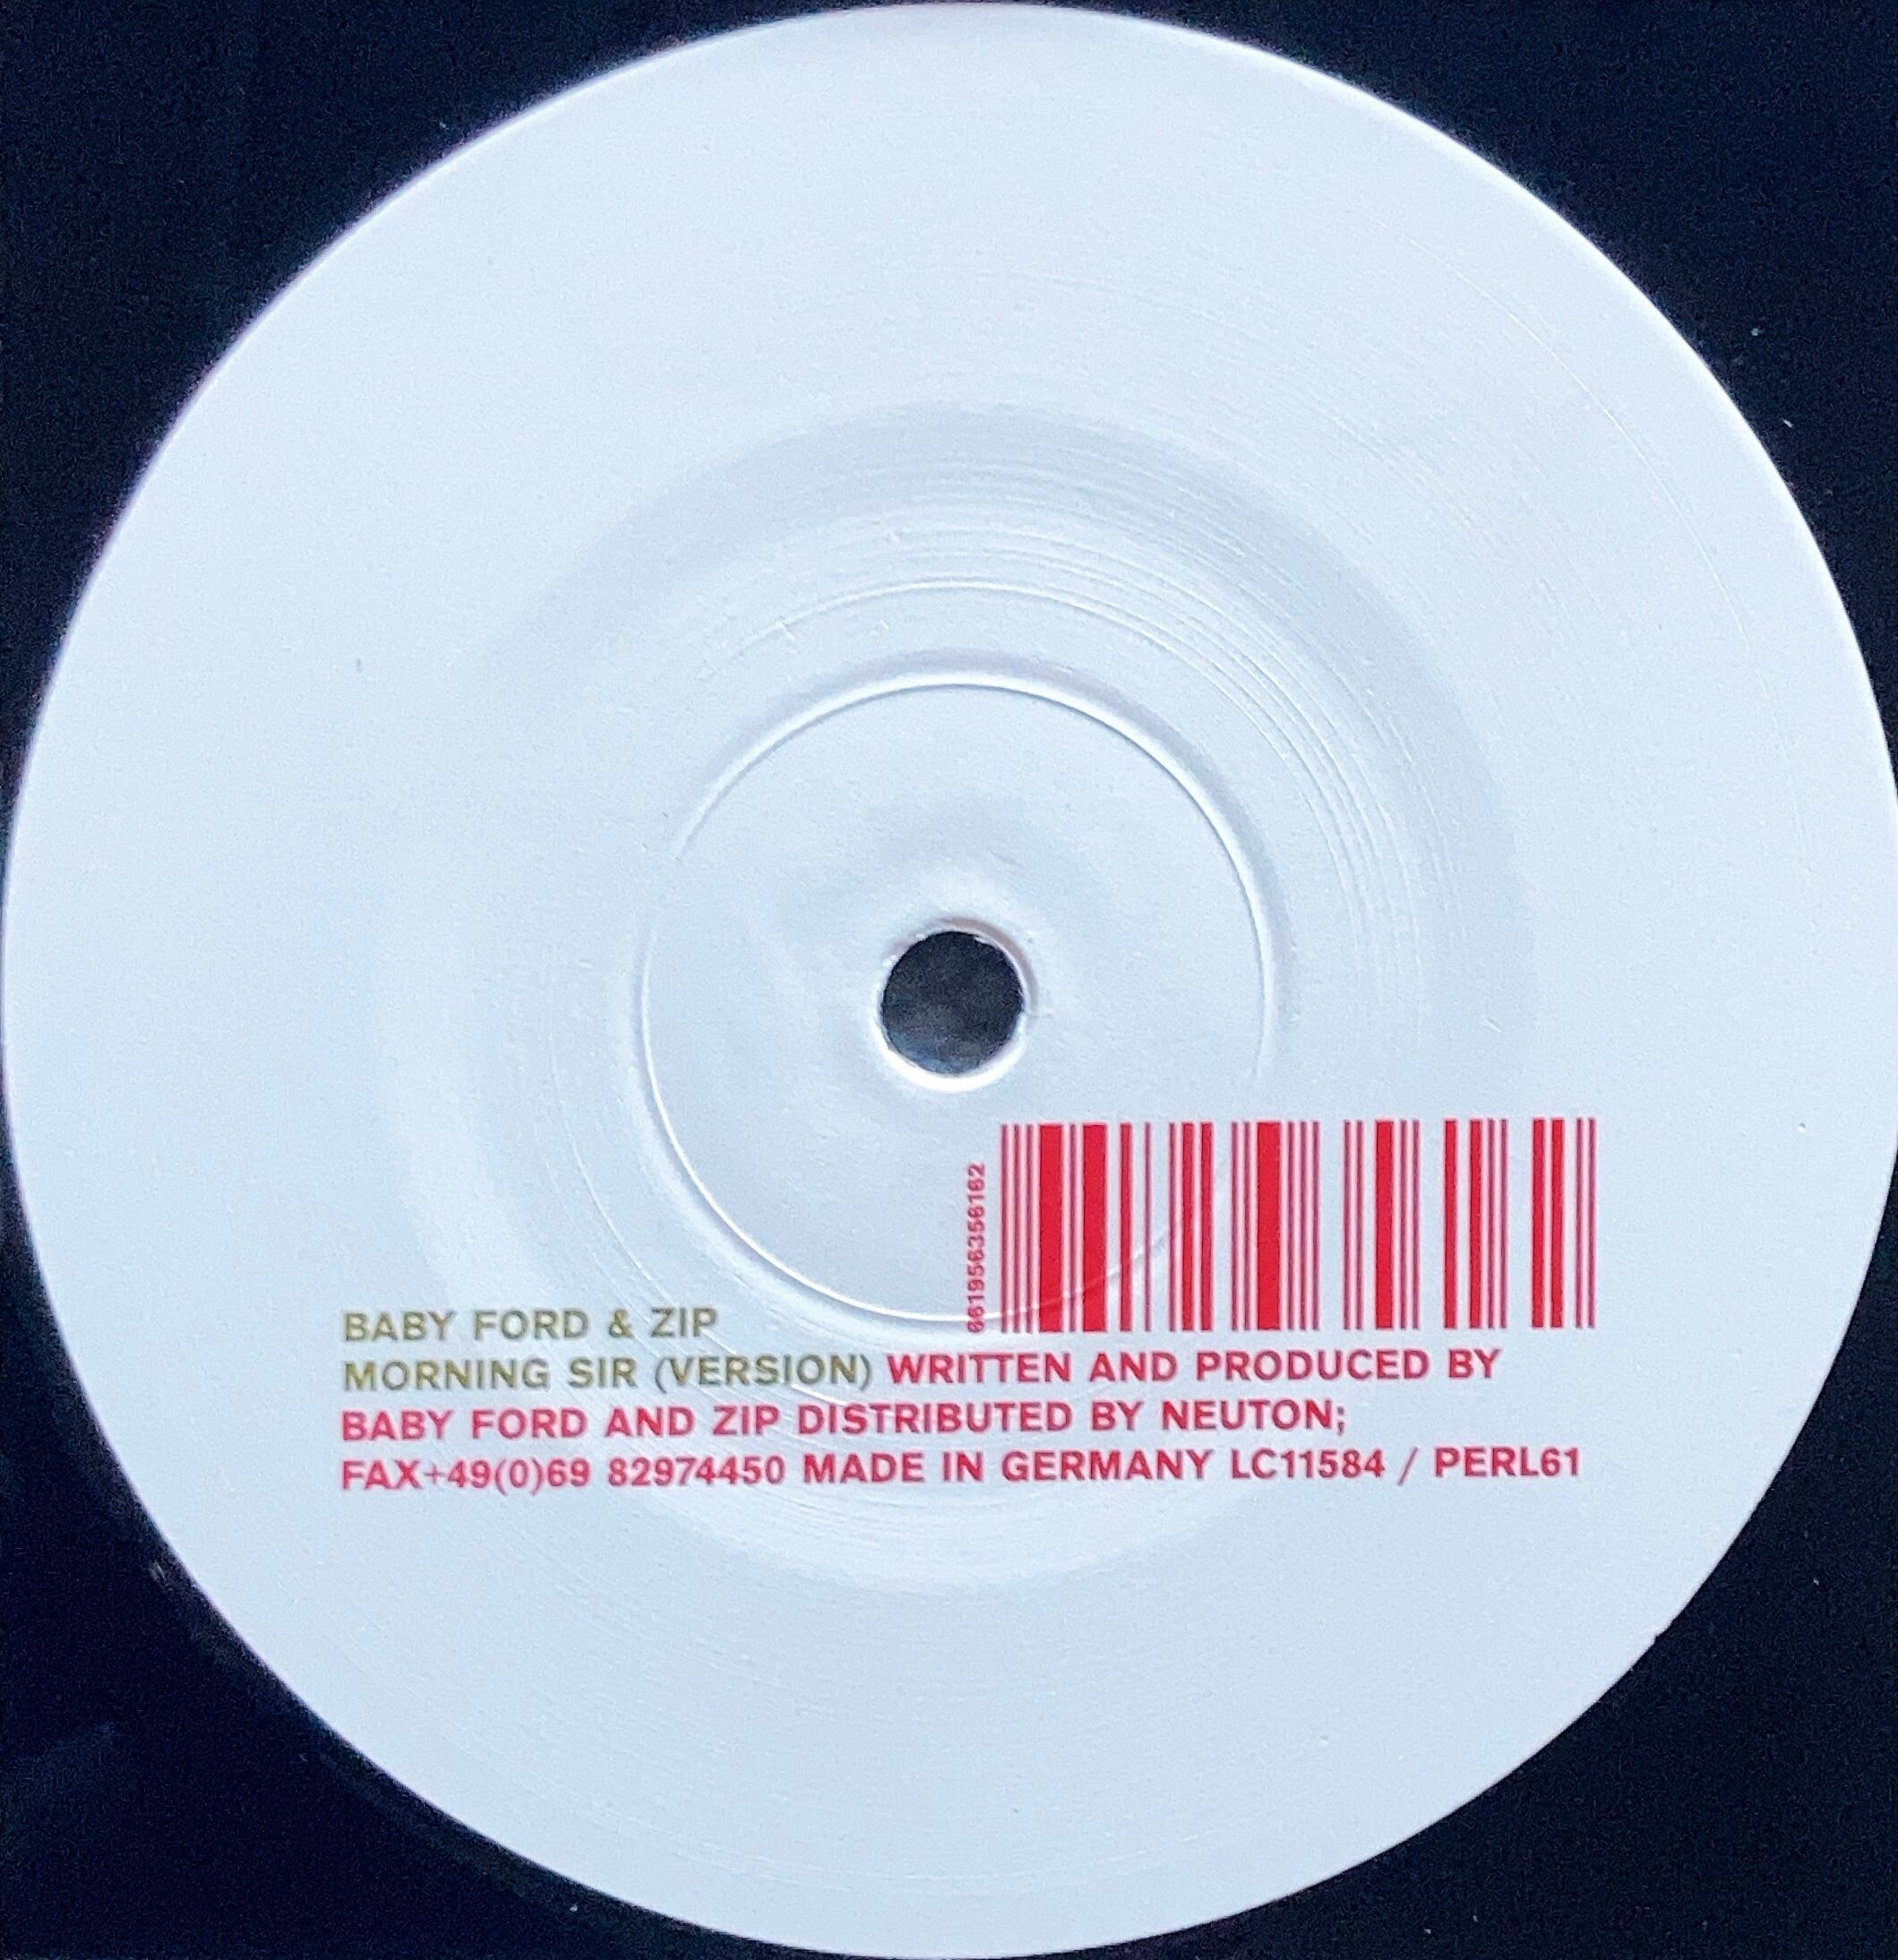 661956356162
BABY FORD & ZIP
MORNING SIR (VERSION) WRITTEN AND PRODUCED BY
BABY FORD AND ZIP DISTRIBUTED BY NEUTON;
FAX+49(0)69 82974450 MADE IN GERMANY LC11584 / PERL61